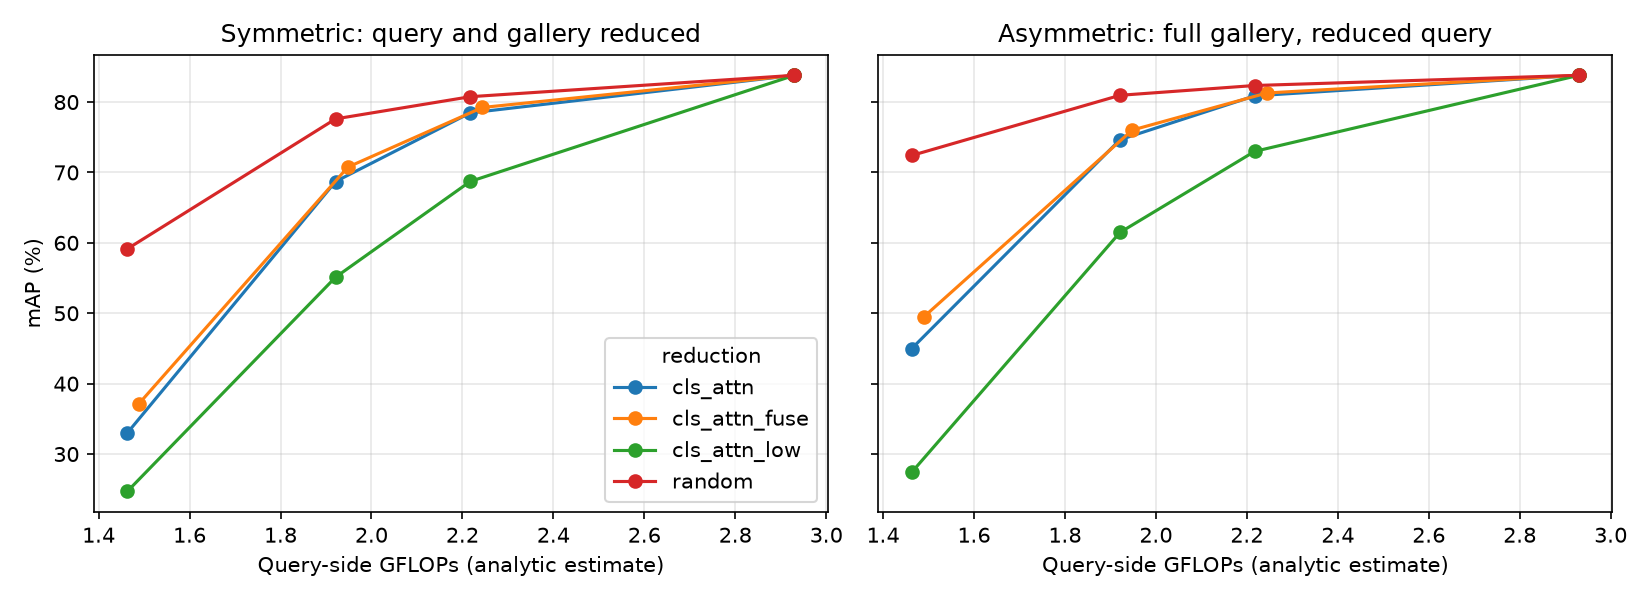 Symmetric: query and gallery reduced
mAP (%)
80
70
60
50
40
30
1.4 1.6 1.8 2.0 2.2 2.4 2.6 2.8 3.0
Query-side GFLOPs (analytic estimate)
reduction
cls_attn
cls_attn_fuse
cls_attn_low
random
Asymmetric: full gallery, reduced query
1.4 1.6 1.8 2.0 2.2 2.4 2.6 2.8 3.0
Query-side GFLOPs (analytic estimate)